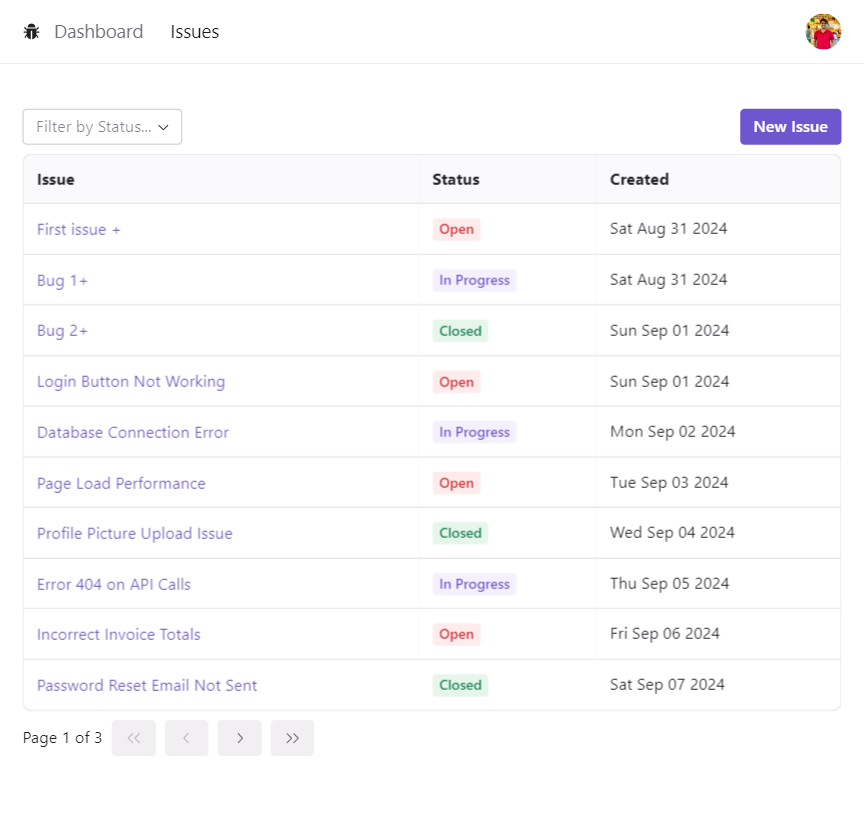 Dashboard Issues
Filter by Status... New Issue
Issue Status Created
First issue + Open Sat Aug 31 2024
Bug 1+ In Progress Sat Aug 31 2024
Bug 2+ Closed Sun Sep 01 2024
Login Button Not Working Open Sun Sep 01 2024
Database Connection Error In Progress Mon Sep 02 2024
Page Load Performance Open Tue Sep 03 2024
Profile Picture Upload Issue Closed Wed Sep 04 2024
Error 404 on API Calls In Progress Thu Sep 05 2024
Incorrect Invoice Totals Open Fri Sep 06 2024
Password Reset Email Not Sent Closed Sat Sep 07 2024
Page 1 of 3